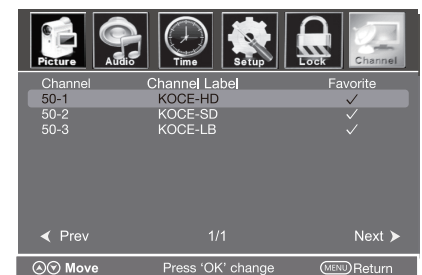 Picture Audio Time Setup Lock Channel
Channel Channel Label Favorite
50-1 KOCE-HD ✓
50-2 KOCE-SD ✓
50-3 KOCE-LB ✓
Prev 1/1 Next
Move Press ‘OK’ change MENU Return